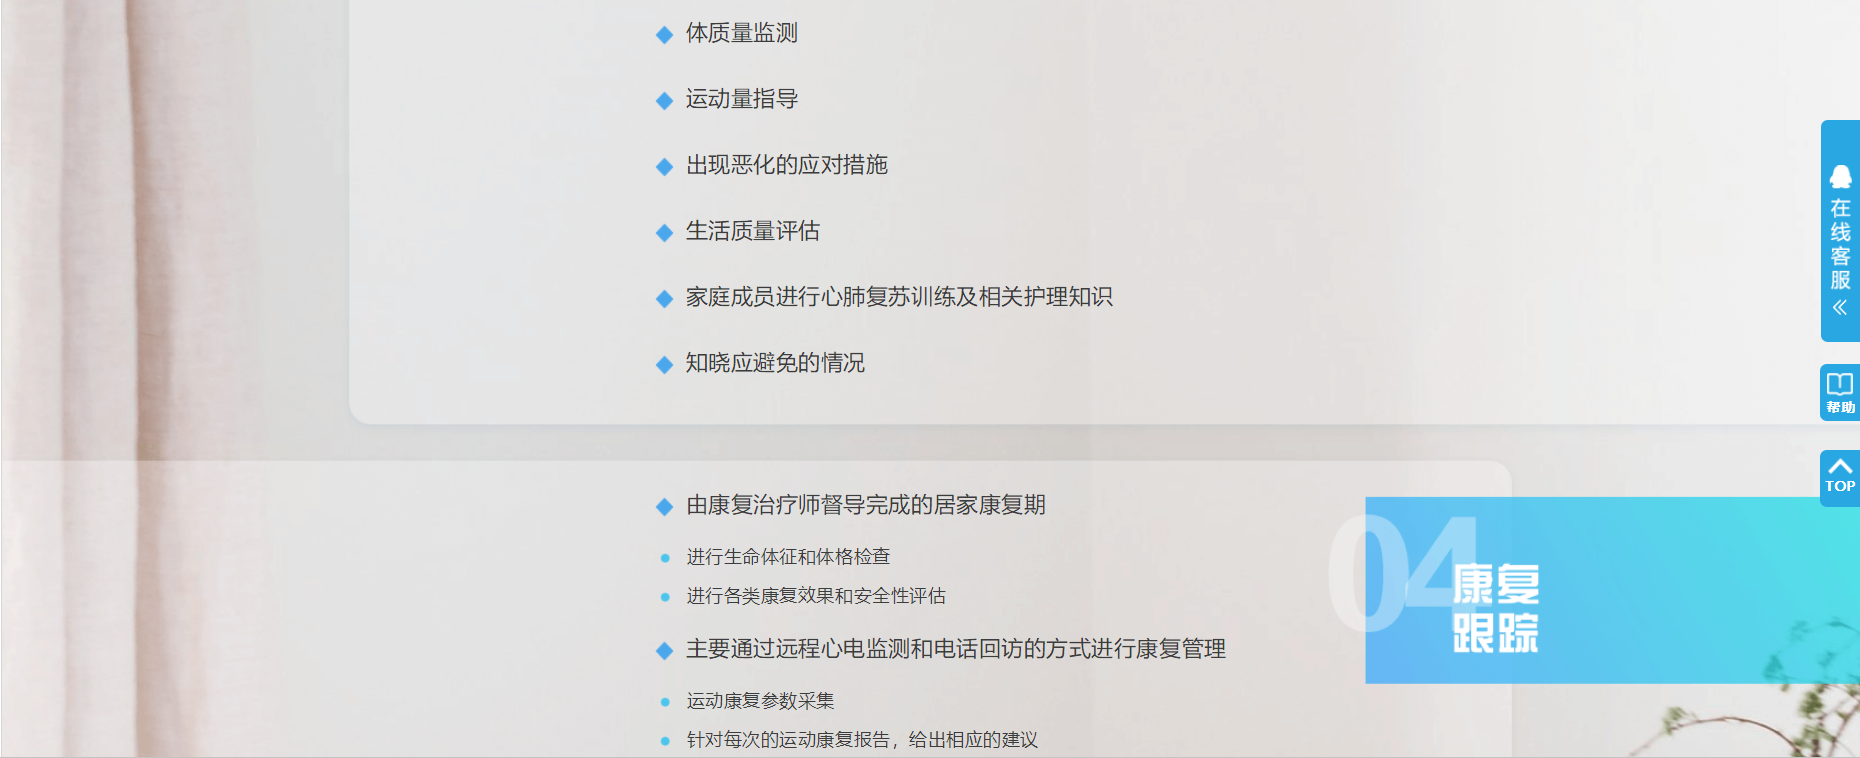 体质量监测
运动量指导
出现恶化的应对措施
生活质量评估
家庭成员进行心肺复苏训练及相关护理知识
知晓应避免的情况
由康复治疗师督导完成的居家康复期
进行生命体征和体格检查
进行各类康复效果和安全性评估
主要通过远程心电监测和电话回访的方式进行康复管理
运动康复参数采集
针对每次的运动康复报告，给出相应的建议
04
康复
跟踪
在线客服
帮助
TOP